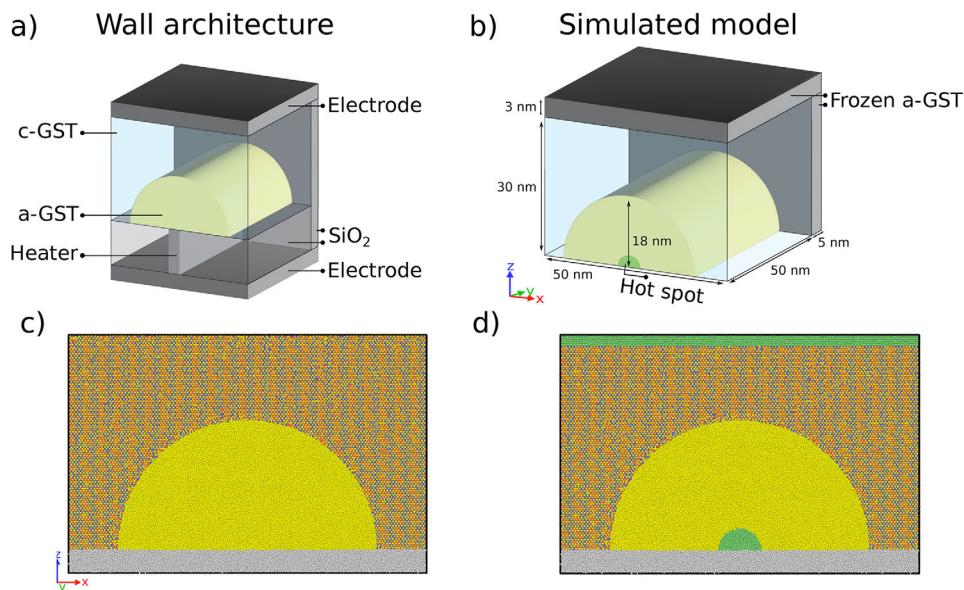 a) Wall architecture
c-GST
a-GST
Heater
Electrode
SiO2
Electrode
b) Simulated model
3 nm
30 nm
18 nm
50 nm
Hot spot
50 nm
5 nm
Frozen a-GST
z
y
x
c)
z
y
x
d)